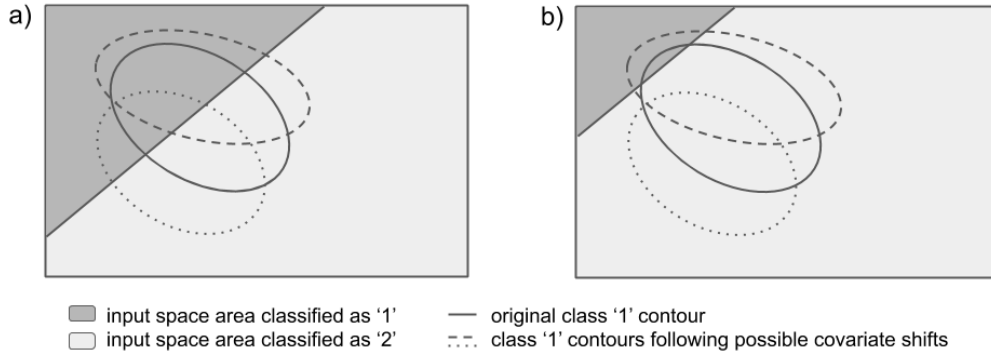 a)
b)
input space area classified as ‘1’
input space area classified as ‘2’
original class ‘1’ contour
class ‘1’ contours following possible covariate shifts